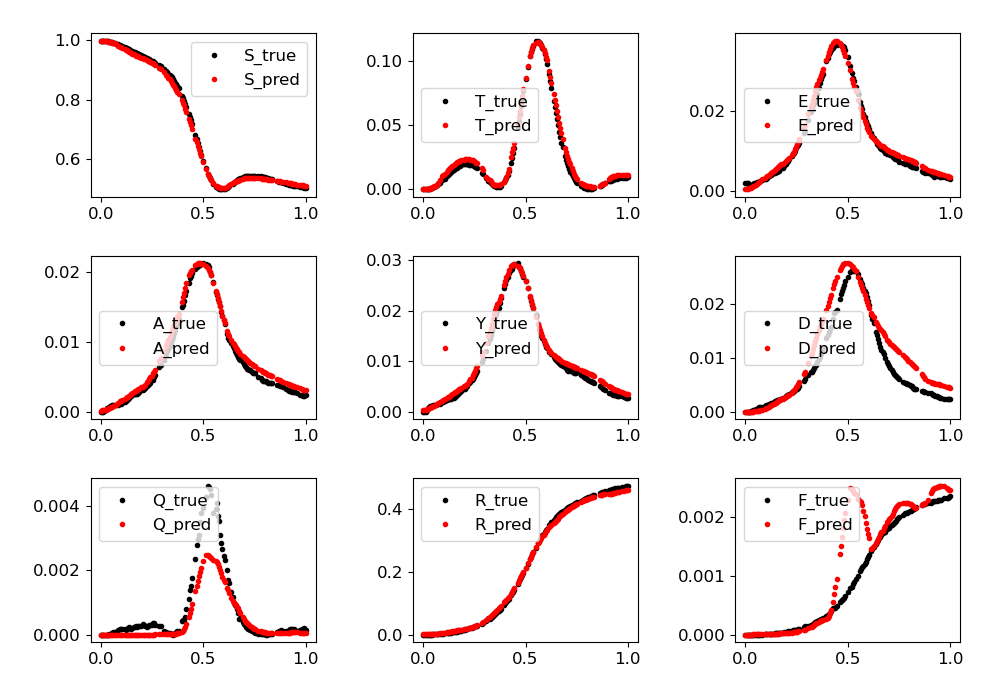 1.0
0.8
0.6
0.0 0.5 1.0
S_true
S_pred
0.10
0.05
0.00
0.0 0.5 1.0
T_true
T_pred
0.02
0.00
0.0 0.5 1.0
E_true
E_pred
0.02
0.01
0.00
0.0 0.5 1.0
A_true
A_pred
0.03
0.02
0.01
0.00
0.0 0.5 1.0
Y_true
Y_pred
0.02
0.01
0.00
0.0 0.5 1.0
D_true
D_pred
0.004
0.002
0.000
0.0 0.5 1.0
Q_true
Q_pred
0.4
0.2
0.0
0.0 0.5 1.0
R_true
R_pred
0.002
0.001
0.000
0.0 0.5 1.0
F_true
F_pred